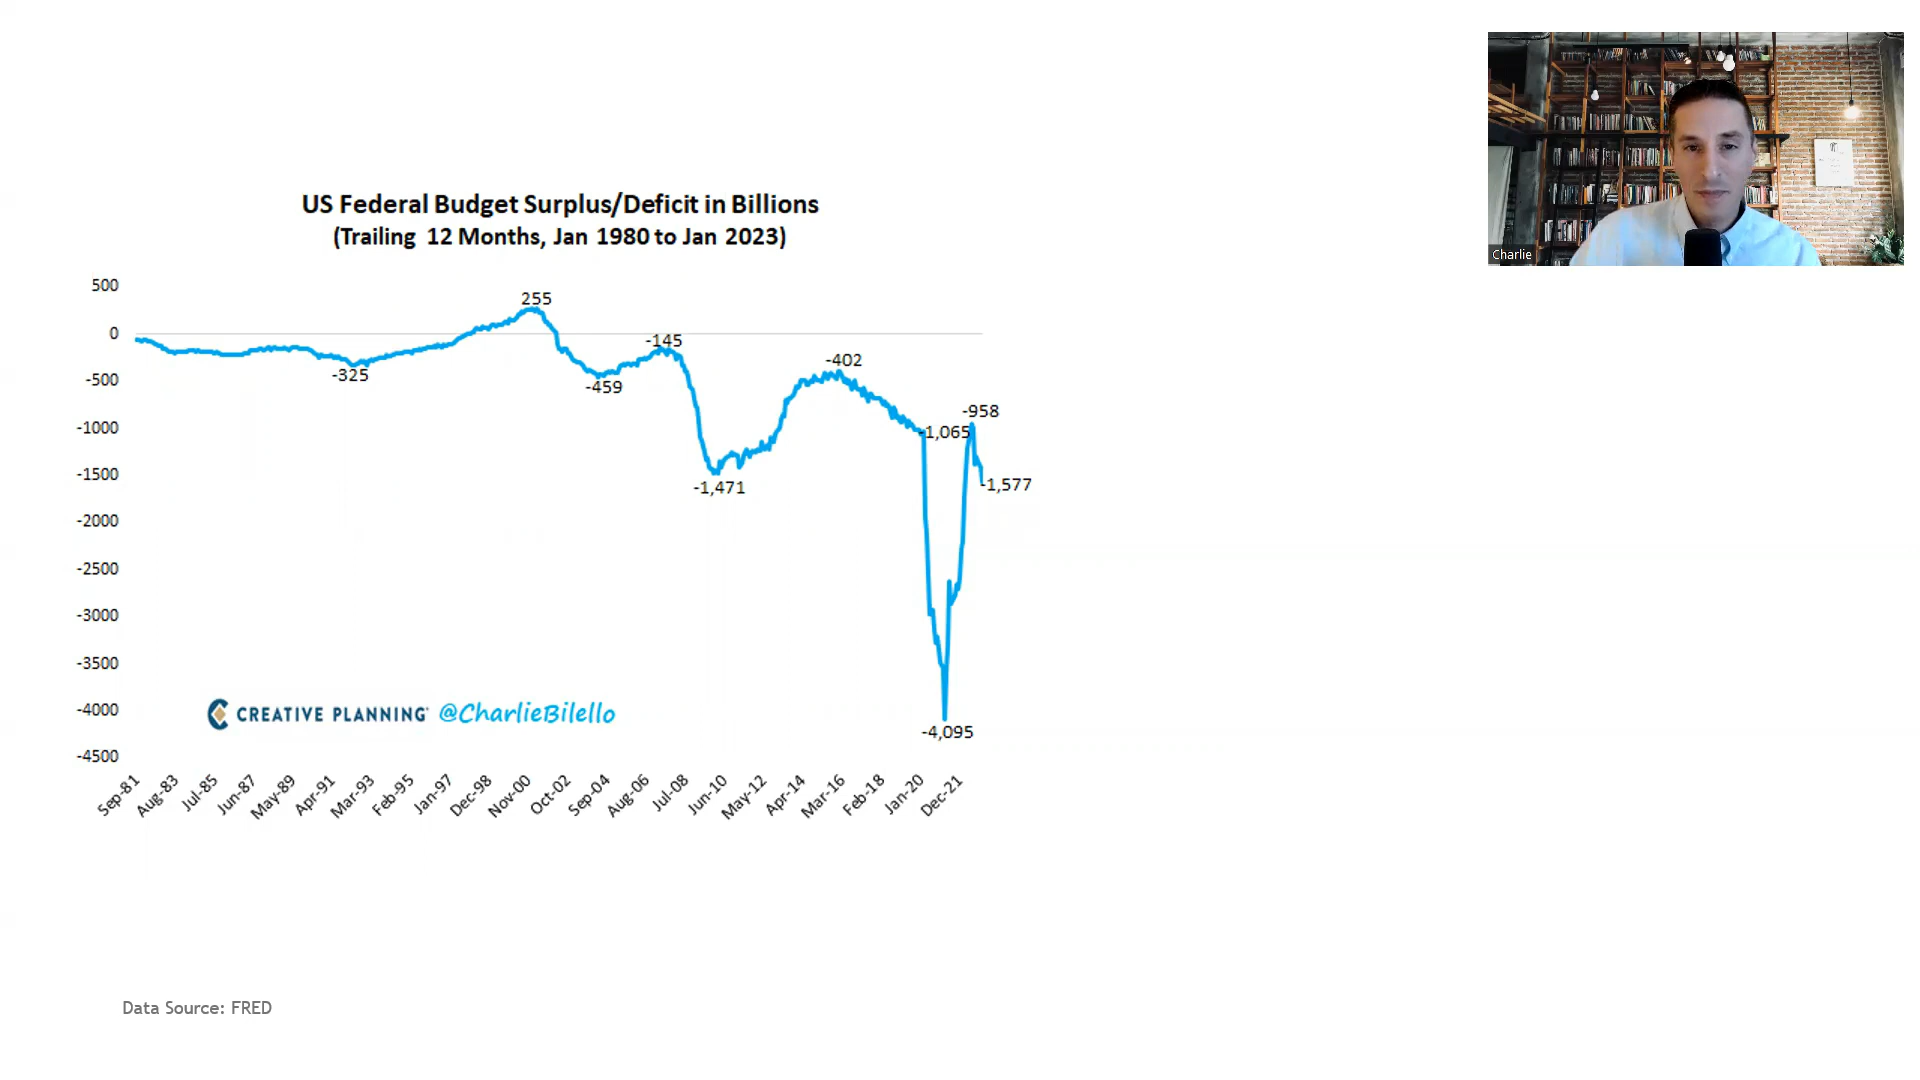 US Federal Budget Surplus/Deficit in Billions
(Trailing 12 Months, Jan 1980 to Jan 2023)
500
0
-500
-1000
-1500
-2000
-2500
-3000
-3500
-4000
-4500
255
-325
-459
-145
-1,471
-402
-1,065
-958
-1,577
-4,095
CREATIVE PLANNING @CharlieBilello
Sep-81
Aug-83
Jul-85
Jun-87
May-89
Apr-91
Mar-93
Feb-95
Jan-97
Dec-98
Nov-00
Oct-02
Sep-04
Aug-06
Jul-08
Jun-10
May-12
Apr-14
Mar-16
Feb-18
Jan-20
Dec-21
Data Source: FRED
Charlie